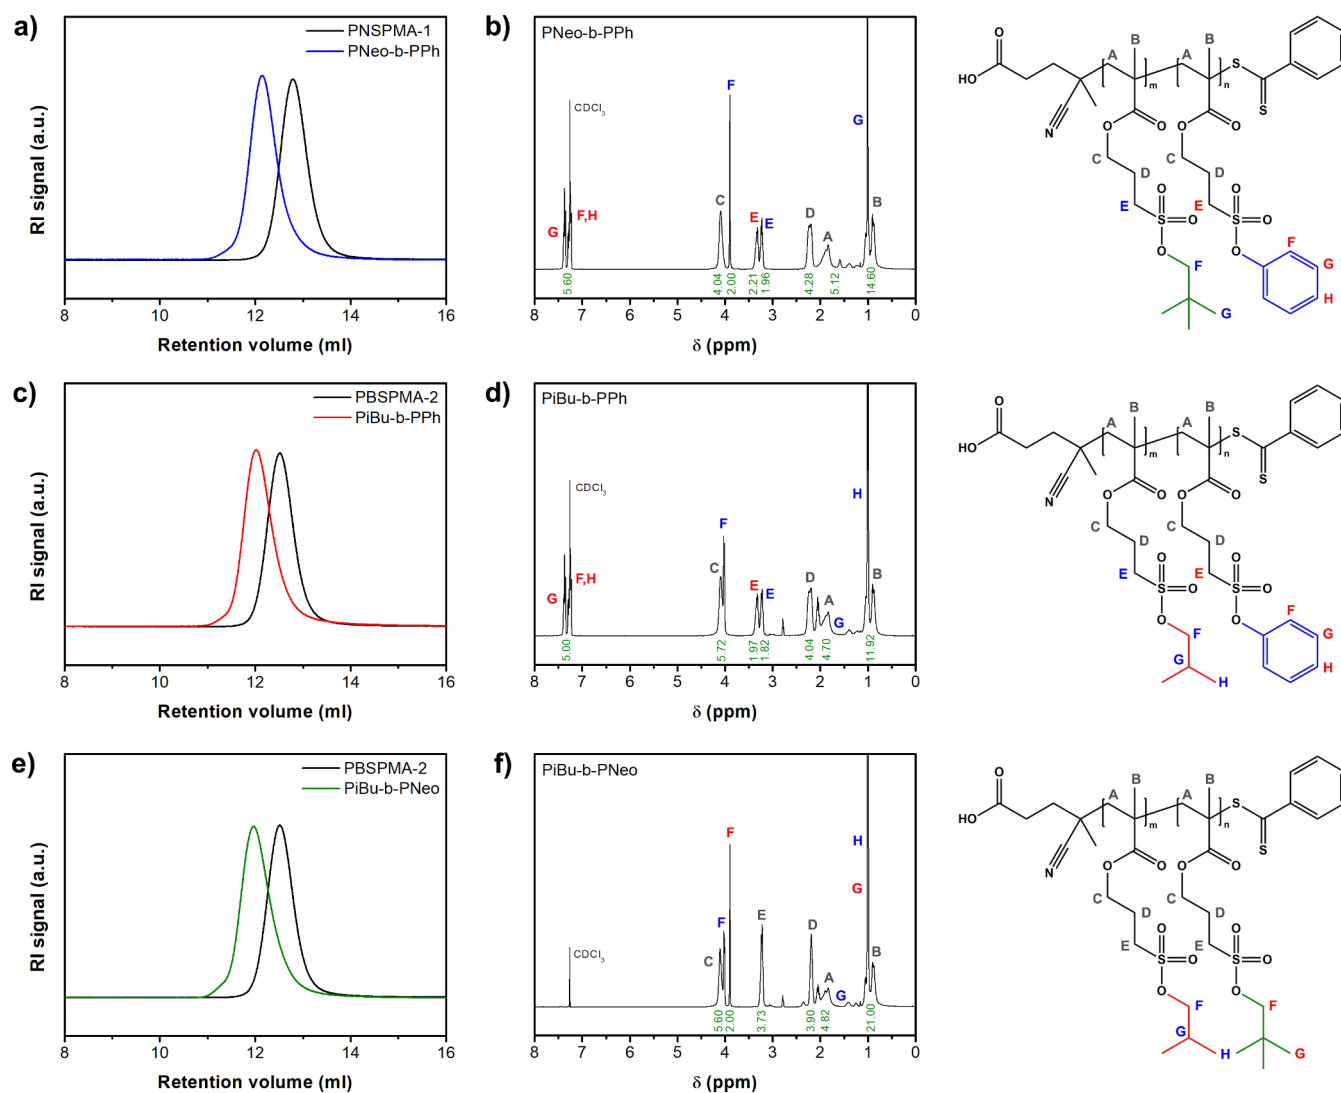 a)
PNSPMA-1
PNeo-b-PPh
RI signal (a.u.)
8 10 12 14 16
Retention volume (ml)
b)
PNeo-b-PPh
CDCl3
G
F,H
C
F
E
E
D
A
G
B
5.60
4.04
2.00
2.21
1.96
4.28
5.12
14.60
8 7 6 5 4 3 2 1 0
δ (ppm)
O
HO
N
A
B
m
A
B
n
S
S
O
O
O
O
C
C
D
D
E
E
O
S
O
O
S
O
O
O
F
F
G
G
H
c)
PBSPMA-2
PiBu-b-PPh
RI signal (a.u.)
8 10 12 14 16
Retention volume (ml)
d)
PiBu-b-PPh
CDCl3
G
F,H
C
F
E
E
D
A
G
H
B
5.00
5.72
1.97
1.82
4.04
4.70
11.92
8 7 6 5 4 3 2 1 0
δ (ppm)
O
HO
N
A
B
m
A
B
n
S
S
O
O
O
O
C
C
D
D
E
E
O
S
O
O
S
O
O
O
F
F
G
G
H
H
e)
PBSPMA-2
PiBu-b-PNeo
RI signal (a.u.)
8 10 12 14 16
Retention volume (ml)
f)
PiBu-b-PNeo
CDCl3
C
F
F
E
D
A
G
H
G
B
5.60
2.00
3.73
3.90
4.82
21.00
8 7 6 5 4 3 2 1 0
δ (ppm)
O
HO
N
A
B
m
A
B
n
S
S
O
O
O
O
C
C
D
D
E
E
O
S
O
O
S
O
O
O
F
F
G
H
G